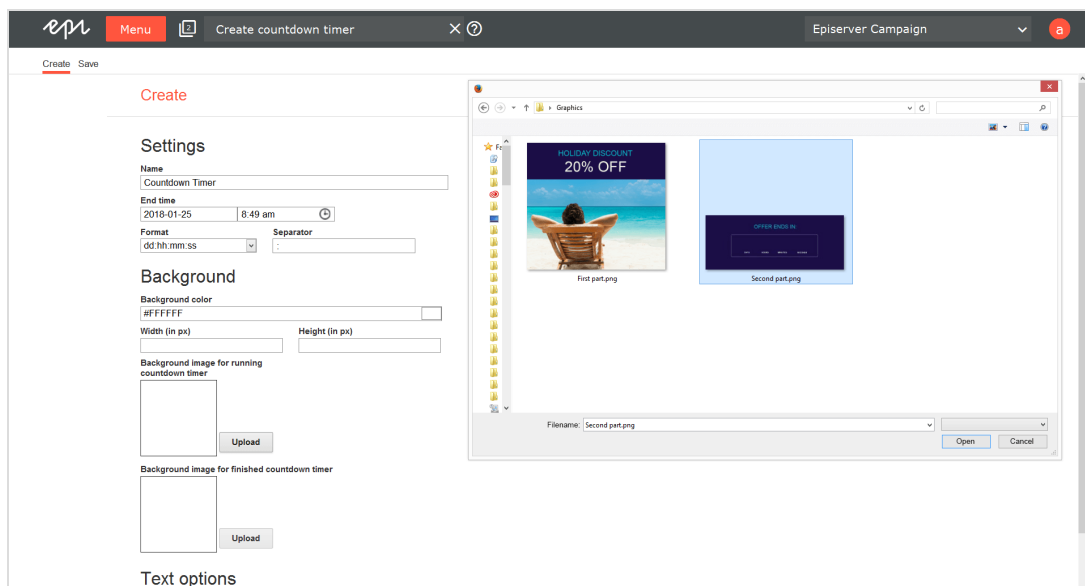 epi
Menu
2
Create countdown timer
Episerver Campaign
a
Create Save
Create
Settings
Name
Countdown Timer
End time
2018-01-25 8:49 am
Format Separator
dd:hh:mm:ss :
Background
Background color
#FFFFFF
Width (in px) Height (in px)
Background image for running
countdown timer
Upload
Background image for finished countdown timer
Upload
Text options
Graphics
Fa
HOLIDAY DISCOUNT
20% OFF
First part.png
OFFER ENDS IN:
Second part.png
Filename: Second part.png
Open Cancel